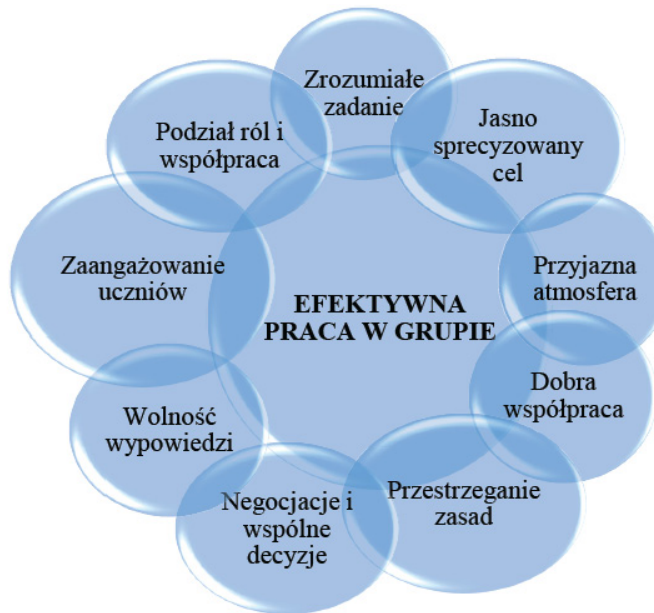 Zrozumiałe
zadanie
Jasno
sprecyzowany
cel
Przyjazna
atmosfera
Dobra
współpraca
Przestrzeganie
zasad
Negocjacje i
wspólne
decyzje
Wolność
wypowiedzi
Zaangażowanie
uczniów
Podział ról i
współpraca
EFEKTYWNA
PRACA W GRUPIE